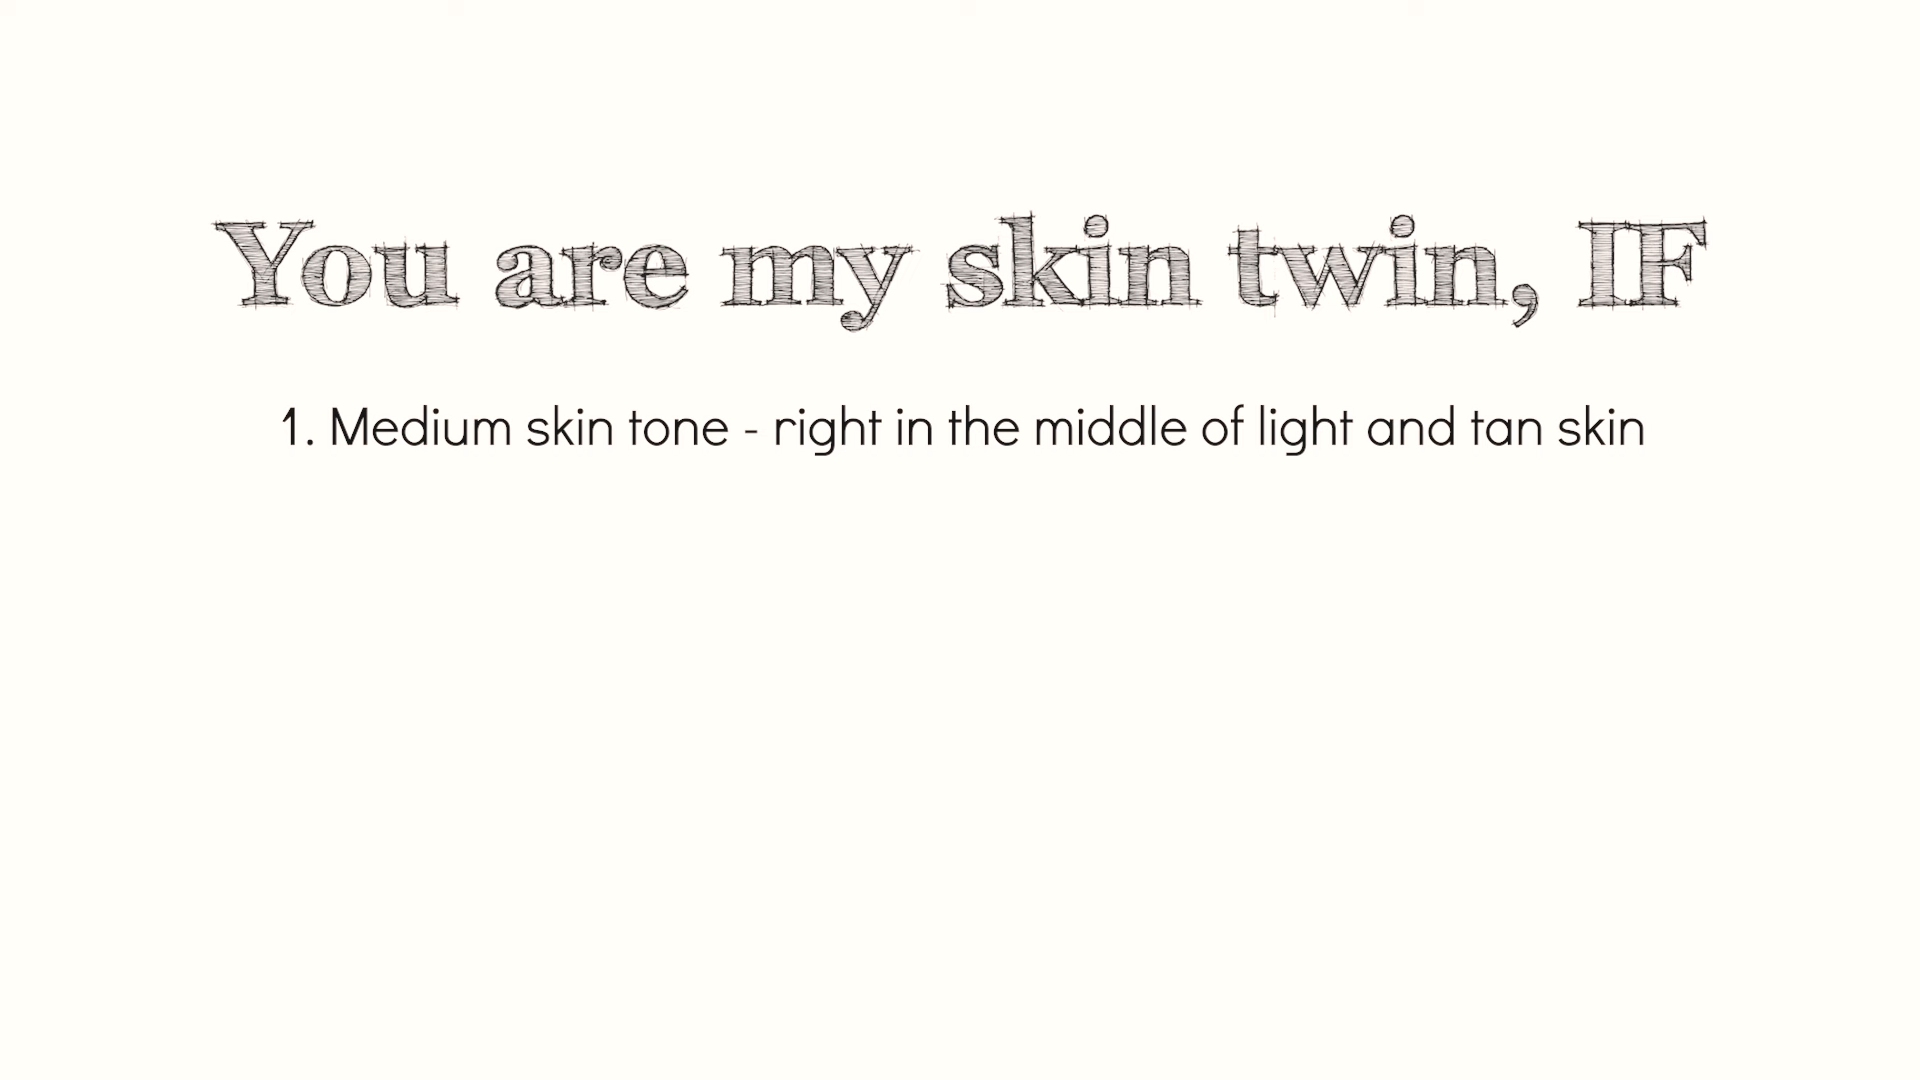 You are my skin twin, IF
1. Medium skin tone - right in the middle of light and tan skin